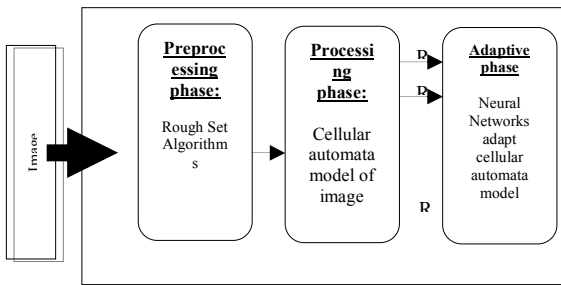 Image
Preproc
essing
phase:
Rough Set
Algorithm
s
Processi
ng
phase:
Cellular
automata
model of
image
R
R
R
Adaptive
phase
Neural
Networks
adapt
cellular
automata
model